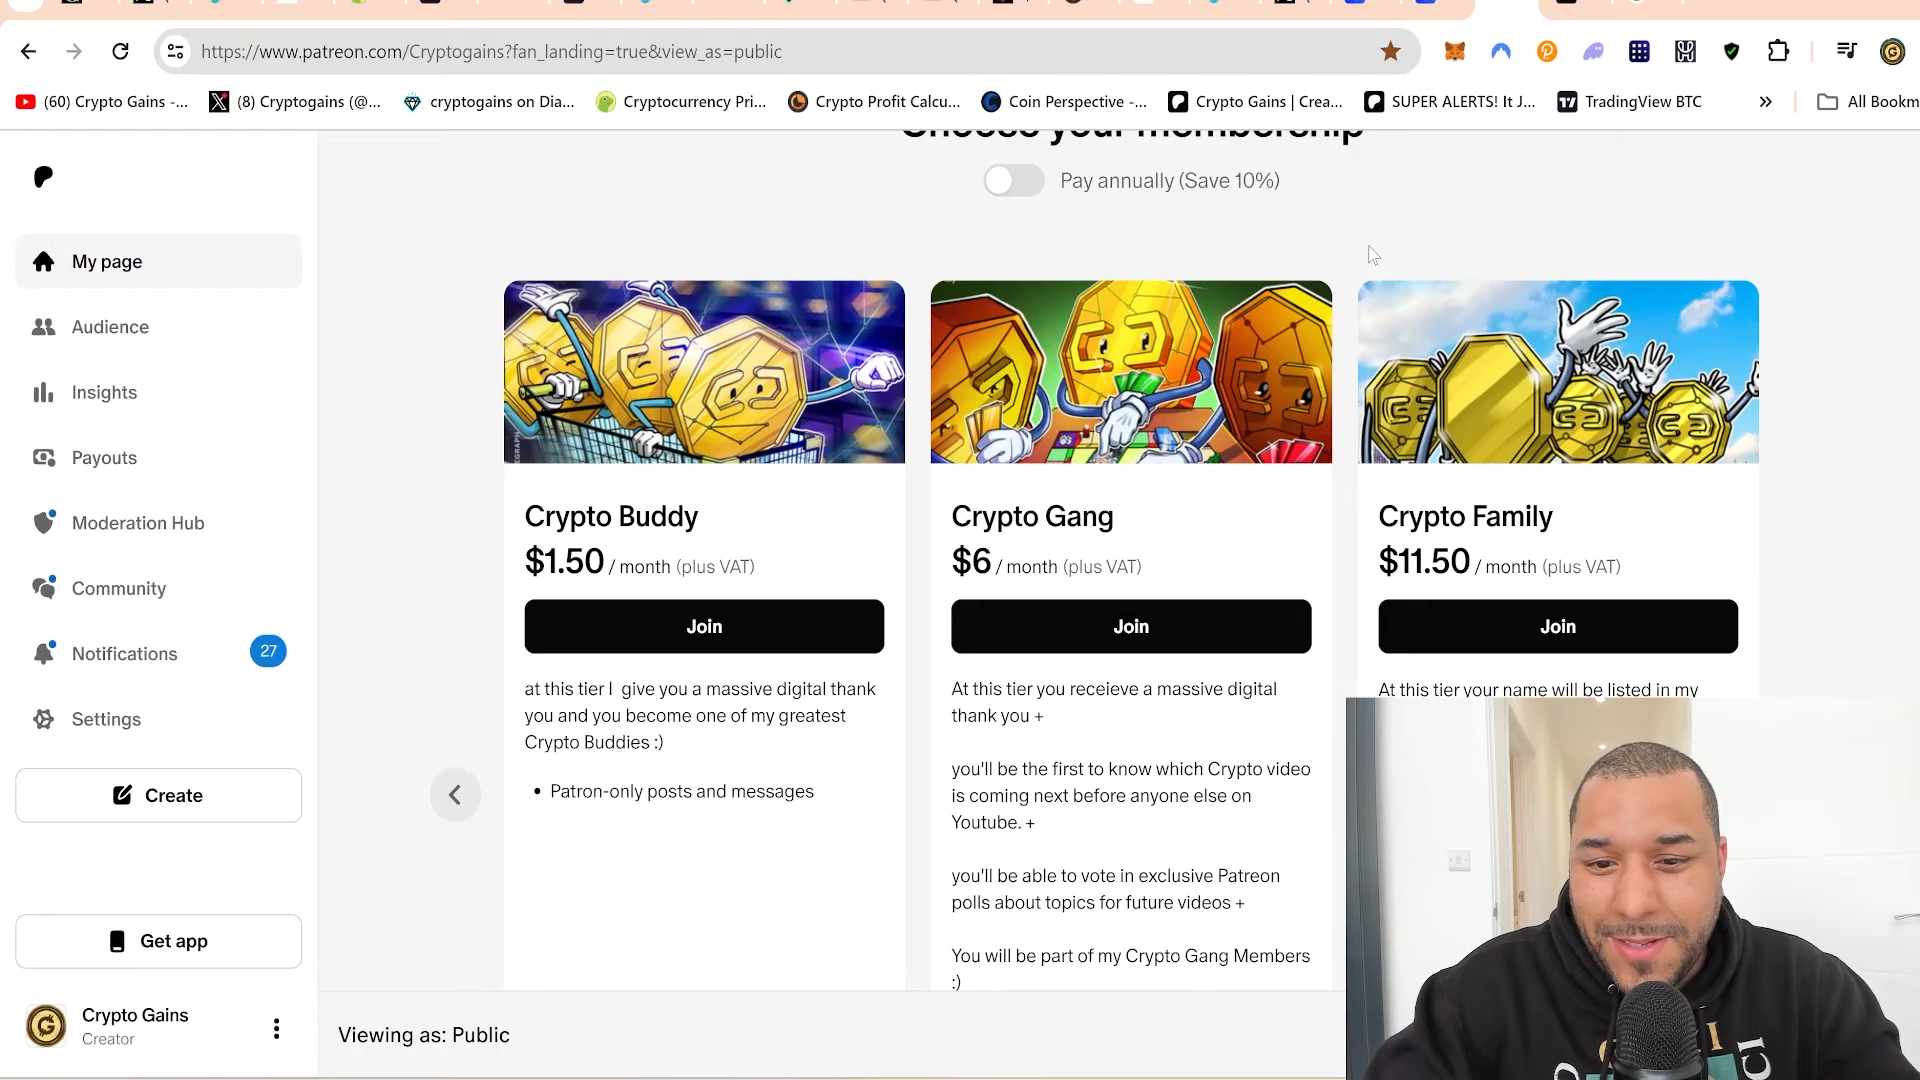 https://www.patreon.com/Cryptogains?fan_landing=true&view_as=public
(60) Crypto Gains -...
(8) Cryptogains (@...
cryptogains on Dia...
Cryptocurrency Pri...
Crypto Profit Calcu...
Coin Perspective -...
Crypto Gains | Crea...
SUPER ALERTS! It J...
TradingView BTC
All Bookm
Choose your membership
Pay annually (Save 10%)
My page
Audience
Insights
Payouts
Moderation Hub
Community
Notifications
27
Settings
Create
Get app
Crypto Gains
Creator
Crypto Buddy
$1.50 / month (plus VAT)
Join
at this tier I give you a massive digital thank
you and you become one of my greatest
Crypto Buddies :)
• Patron-only posts and messages
Crypto Gang
$6 / month (plus VAT)
Join
At this tier you receieve a massive digital
thank you +
you'll be the first to know which Crypto video
is coming next before anyone else on
Youtube. +
you'll be able to vote in exclusive Patreon
polls about topics for future videos +
You will be part of my Crypto Gang Members
:)
Crypto Family
$11.50 / month (plus VAT)
Join
At this tier your name will be listed in my
Viewing as: Public